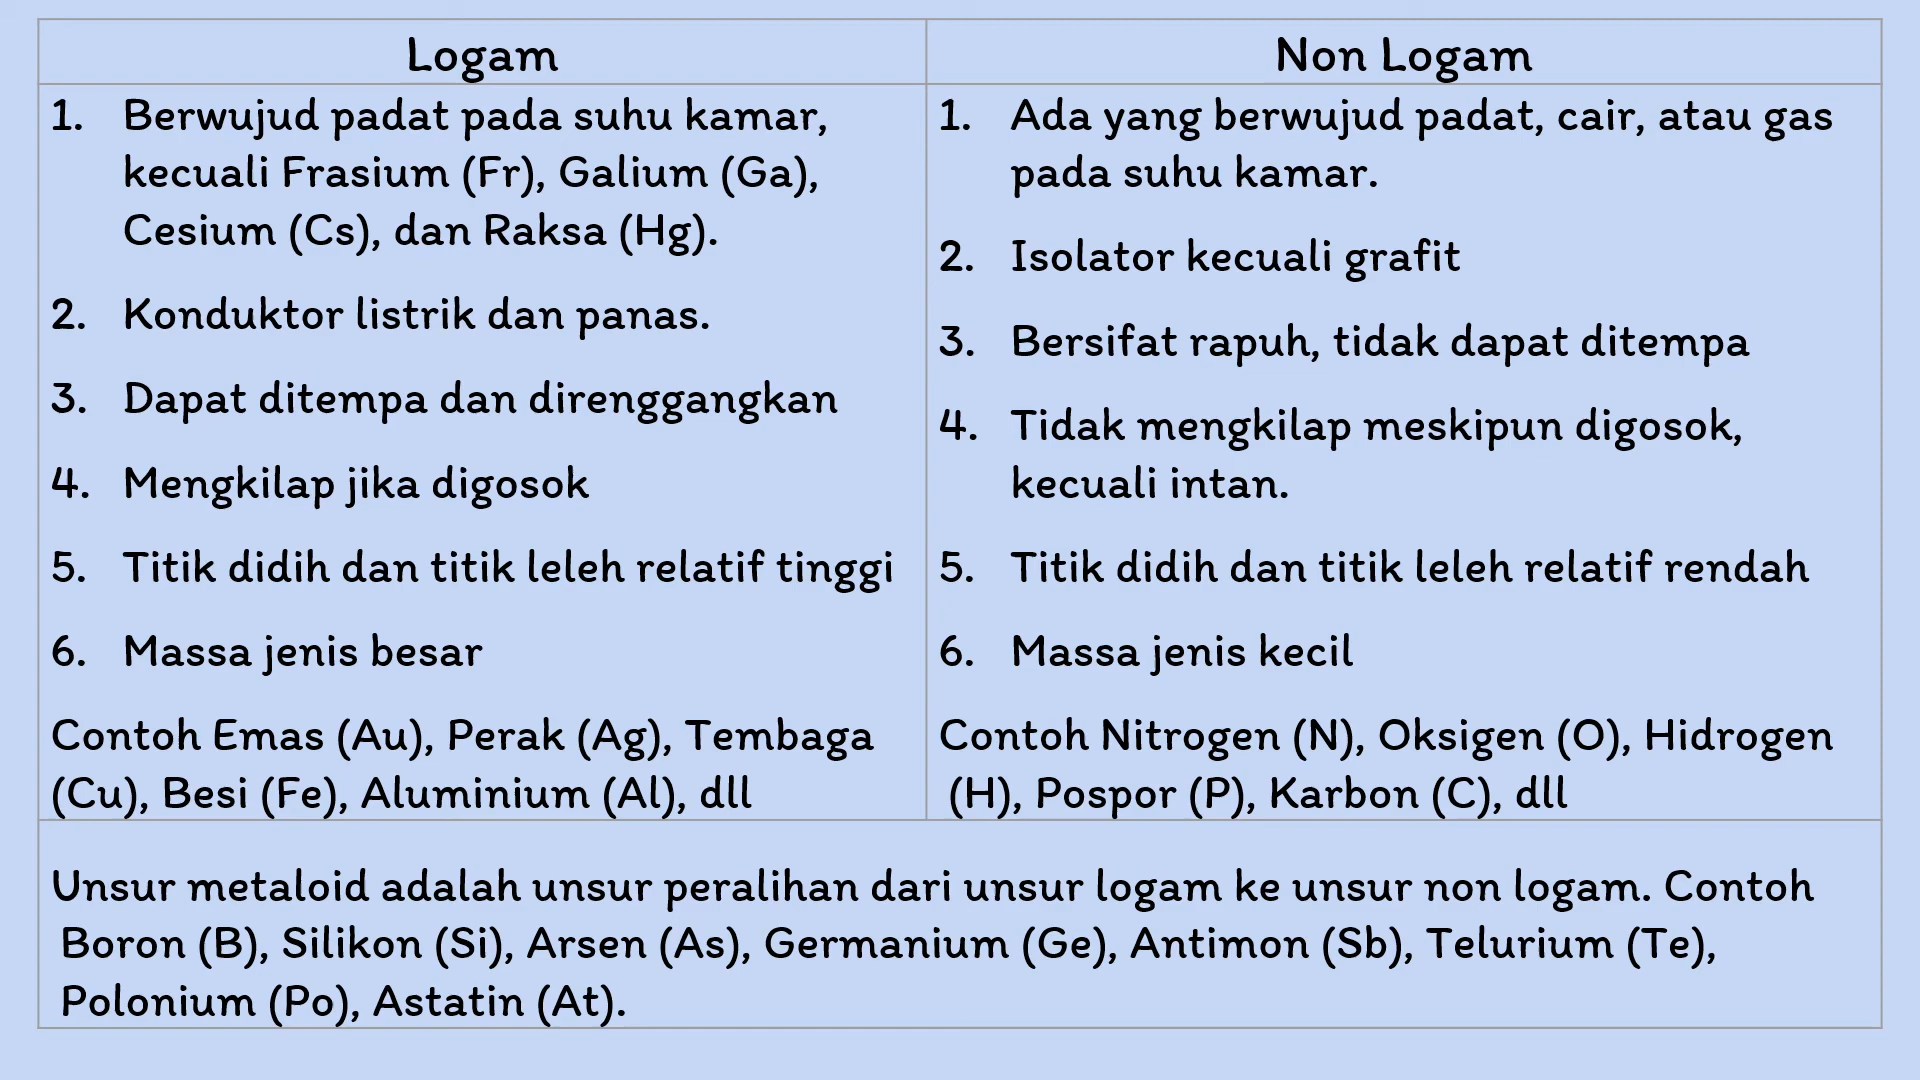 Logam
1. Berwujud padat pada suhu kamar,
kecuali Frasium (Fr), Galium (Ga),
Cesium (Cs), dan Raksa (Hg).
2. Konduktor listrik dan panas.
3. Dapat ditempa dan direnggangkan
4. Mengkilap jika digosok
5. Titik didih dan titik leleh relatif tinggi
6. Massa jenis besar
Contoh Emas (Au), Perak (Ag), Tembaga
(Cu), Besi (Fe), Aluminium (Al), dll
Non Logam
1. Ada yang berwujud padat, cair, atau gas
pada suhu kamar.
2. Isolator kecuali grafit
3. Bersifat rapuh, tidak dapat ditempa
4. Tidak mengkilap meskipun digosok,
kecuali intan.
5. Titik didih dan titik leleh relatif rendah
6. Massa jenis kecil
Contoh Nitrogen (N), Oksigen (O), Hidrogen
(H), Pospor (P), Karbon (C), dll
Unsur metaloid adalah unsur peralihan dari unsur logam ke unsur non logam. Contoh
Boron (B), Silikon (Si), Arsen (As), Germanium (Ge), Antimon (Sb), Telurium (Te),
Polonium (Po), Astatin (At).